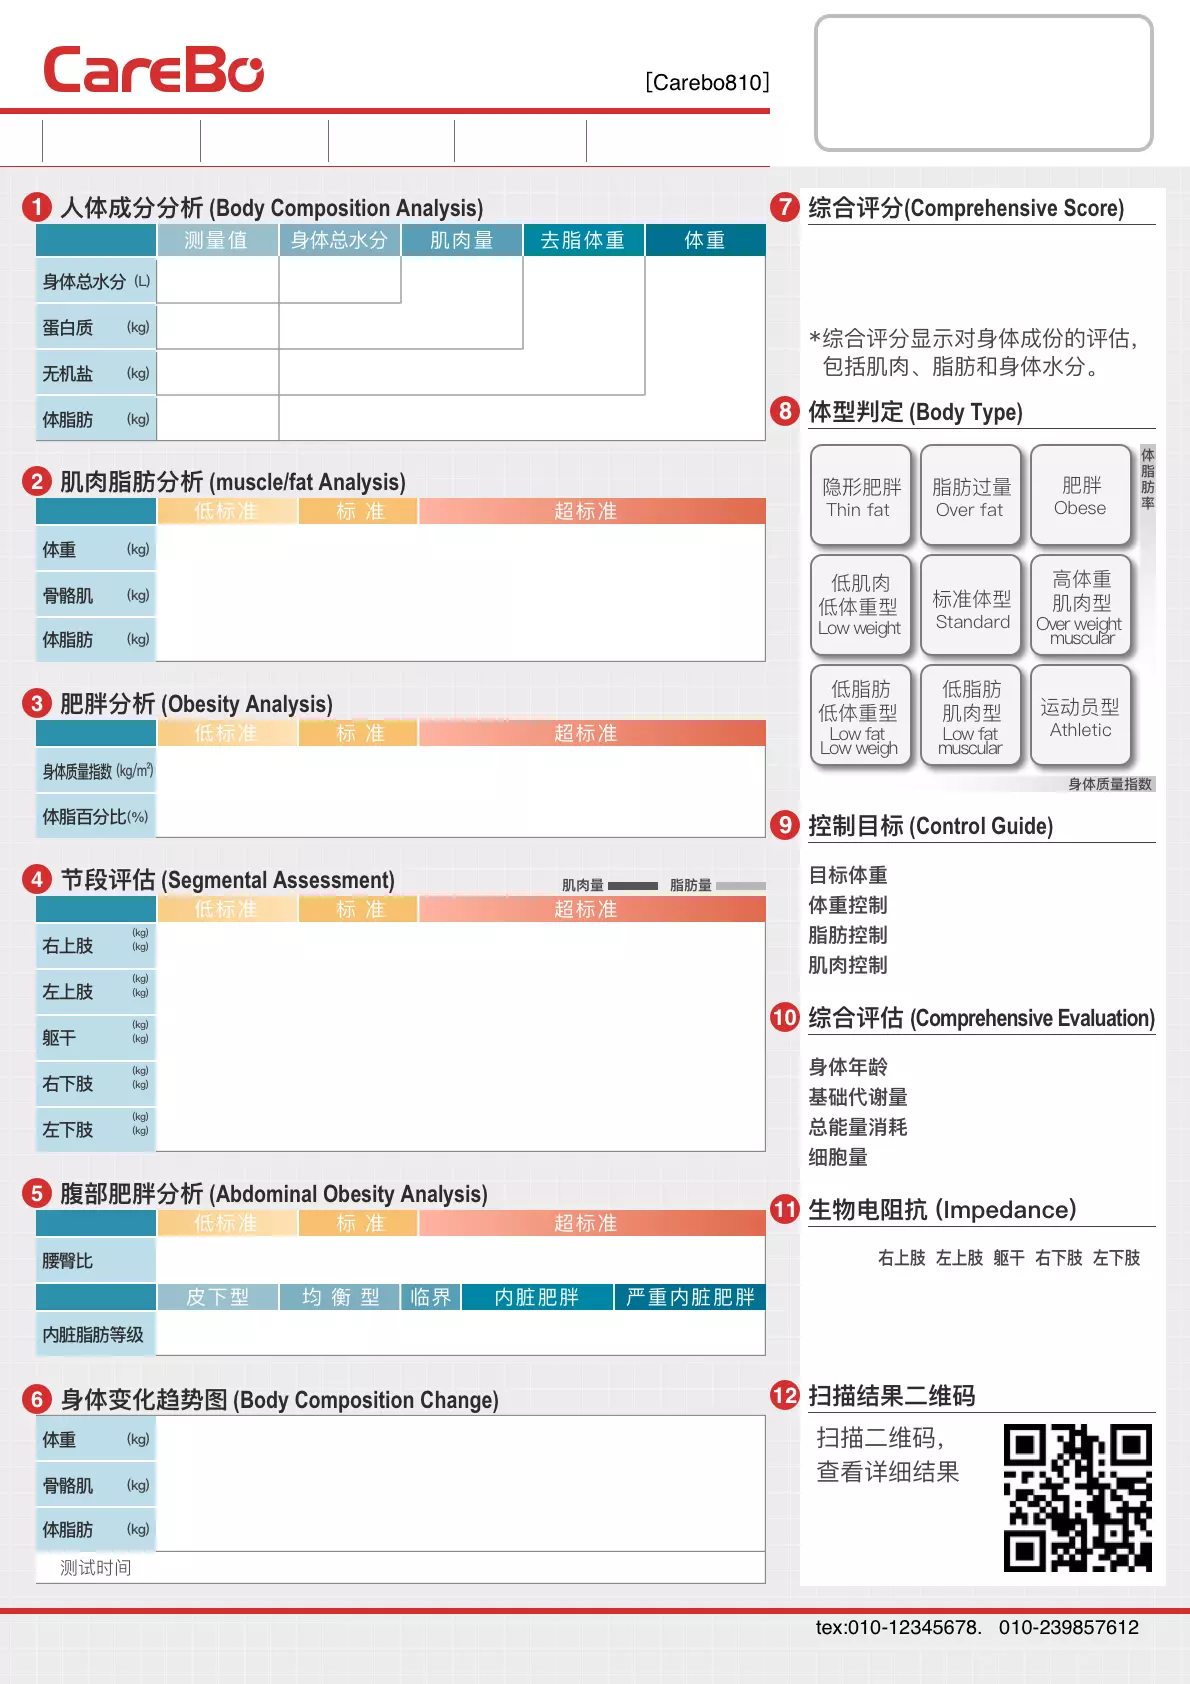 CareBo
[Carebo810]
1 人体成分分析 (Body Composition Analysis)
测量值 身体总水分 肌肉量 去脂体重 体重
身体总水分 (L)
蛋白质 (kg)
无机盐 (kg)
体脂肪 (kg)
2 肌肉脂肪分析 (muscle/fat Analysis)
低标准 标 准 超标准
体重 (kg)
骨骼肌 (kg)
体脂肪 (kg)
3 肥胖分析 (Obesity Analysis)
低标准 标 准 超标准
身体质量指数 (kg/m²)
体脂百分比(%)
4 节段评估 (Segmental Assessment)
肌肉量 脂肪量
低标准 标 准 超标准
右上肢 (kg)
(kg)
左上肢 (kg)
(kg)
躯干 (kg)
(kg)
右下肢 (kg)
(kg)
左下肢 (kg)
(kg)
5 腹部肥胖分析 (Abdominal Obesity Analysis)
低标准 标 准 超标准
腰臀比
皮下型 均 衡 型 临界 内脏肥胖 严重内脏肥胖
内脏脂肪等级
6 身体变化趋势图 (Body Composition Change)
体重 (kg)
骨骼肌 (kg)
体脂肪 (kg)
测试时间
7 综合评分(Comprehensive Score)
*综合评分显示对身体成份的评估,
包括肌肉、脂肪和身体水分。
8 体型判定 (Body Type)
体脂肪率
隐形肥胖
Thin fat
脂肪过量
Over fat
肥胖
Obese
低肌肉
低体重型
Low weight
标准体型
Standard
高体重
肌肉型
Over weight
muscular
低脂肪
低体重型
Low fat
Low weigh
低脂肪
肌肉型
Low fat
muscular
运动员型
Athletic
身体质量指数
9 控制目标 (Control Guide)
目标体重
体重控制
脂肪控制
肌肉控制
10 综合评估 (Comprehensive Evaluation)
身体年龄
基础代谢量
总能量消耗
细胞量
11 生物电阻抗 (Impedance)
右上肢 左上肢 躯干 右下肢 左下肢
12 扫描结果二维码
扫描二维码,
查看详细结果
tex:010-12345678. 010-239857612